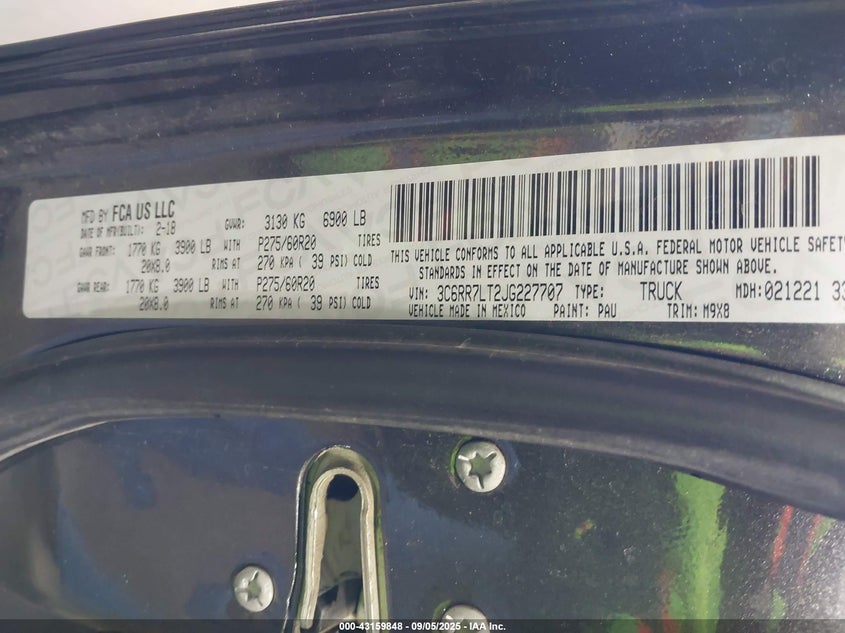 MFD BY FCA US LLC
DATE OF MFR(BUILT): 2-18
GVWR: 3130 KG 6900 LB
GAWR FRONT: 1770 KG 3900 LB WITH P275/60R20 TIRES
20X8.0 RIMS AT 270 KPA ( 39 PSI) COLD
GAWR REAR: 1770 KG 3900 LB WITH P275/60R20 TIRES
20X8.0 RIMS AT 270 KPA ( 39 PSI) COLD
THIS VEHICLE CONFORMS TO ALL APPLICABLE U.S.A. FEDERAL MOTOR VEHICLE SAFETY
STANDARDS IN EFFECT ON THE DATE OF MANUFACTURE SHOWN ABOVE.
VIN: 3C6RR7LT2JG227707 TYPE: TRUCK MDH:021221 33
VEHICLE MADE IN MEXICO PAINT: PAU TRIM: M9X8
000-43159848 - 09/05/2025 - IAA Inc.